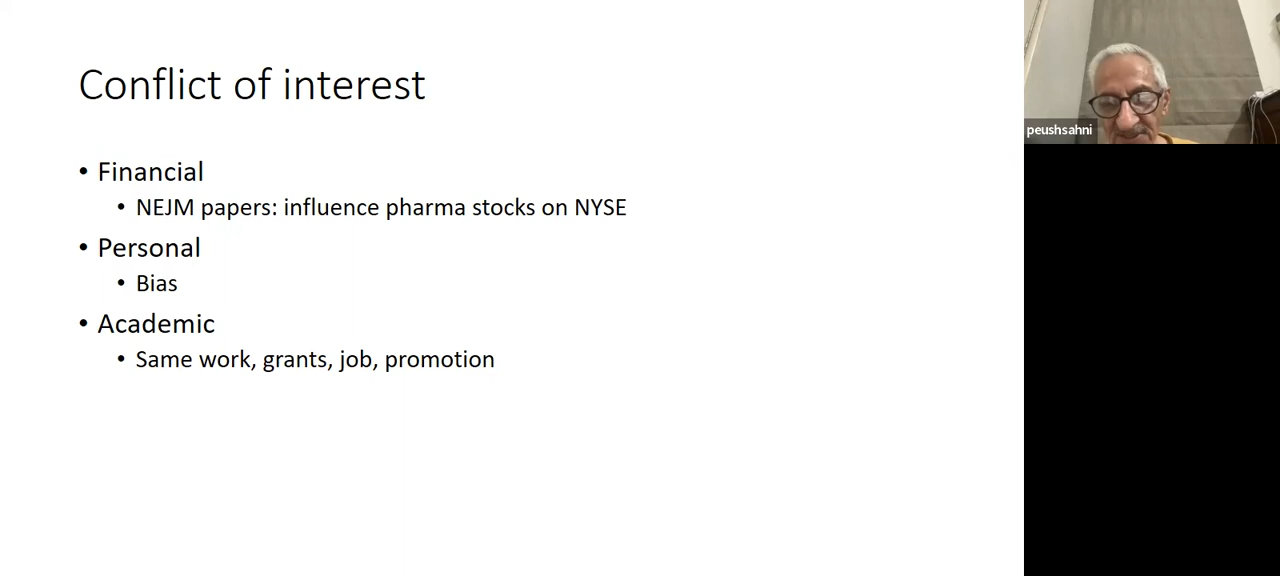 Conflict of interest
• Financial
• NEJM papers: influence pharma stocks on NYSE
• Personal
• Bias
• Academic
• Same work, grants, job, promotion
peushsahni